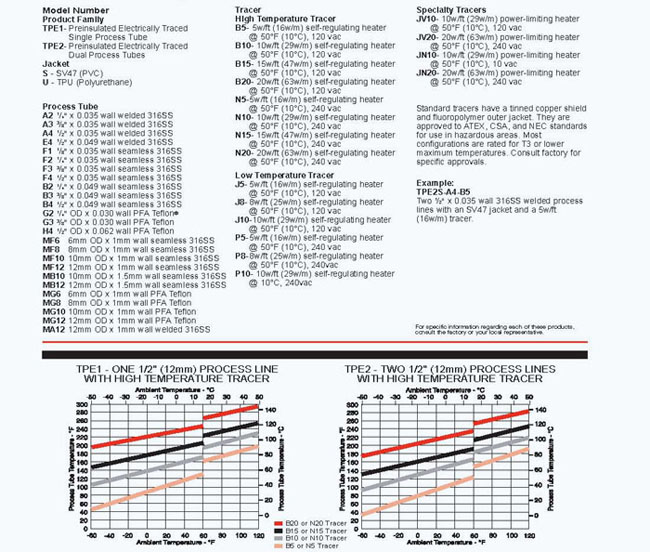 Model Number
Product Family
TPE1- Preinsulated Electrically Traced
Single Process Tube
TPE2- Preinsulated Electrically Traced
Dual Process Tubes
Jacket
S - SV47 (PVC)
U - TPU (Polyurethane)
Process Tube
A2 ¼" x 0.035 wall welded 316SS
A3 ⅜" x 0.035 wall welded 316SS
A4 ½" x 0.035 wall welded 316SS
E4 ½" x 0.049 wall welded 316SS
F1 ⅛" x 0.035 wall seamless 316SS
F2 ¼" x 0.035 wall seamless 316SS
F3 ⅜" x 0.035 wall seamless 316SS
F4 ½" x 0.035 wall seamless 316SS
B2 ¼" x 0.049 wall seamless 316SS
B3 ⅜" x 0.049 wall seamless 316SS
B4 ½" x 0.049 wall seamless 316SS
G2 ¼" OD x 0.030 wall PFA Teflon®
G3 ⅜" OD x 0.030 wall PFA Teflon
H4 ½" OD x 0.062 wall PFA Teflon
MF6 6mm OD x 1mm wall seamless 316SS
MF8 8mm OD x 1mm wall seamless 316SS
MF10 10mm OD x 1mm wall seamless 316SS
MF12 12mm OD x 1mm wall seamless 316SS
MB10 10mm OD x 1.5mm wall seamless 316SS
MB12 12mm OD x 1.5mm wall seamless 316SS
MG6 6mm OD x 1mm wall PFA Teflon
MG8 8mm OD x 1mm wall PFA Teflon
MG10 10mm OD x 1mm wall PFA Teflon
MG12 12mm OD x 1mm wall PFA Teflon
MA12 12mm OD x 1mm wall welded 316SS
Tracer
High Temperature Tracer
B5- 5w/ft (16w/m) self-regulating heater
@ 50°F (10°C), 120 vac
B10- 10w/ft (29w/m) self-regulating heater
@ 50°F (10°C), 120 vac
B15- 15w/ft (47w/m) self-regulating heater
@ 50°F (10°C), 120 vac
B20- 20w/ft (63w/m) self-regulating heater
@ 50°F (10°C), 120 vac
N5-5w/ft (16w/m) self-regulating heater
@ 50°F (10°C), 240 vac
N10- 10w/ft (29w/m) self-regulating heater
@ 50°F (10°C), 240 vac
N15- 15w/ft (47w/m) self-regulating heater
@ 50°F (10°C), 240 vac
N20- 20w/ft (63w/m) self-regulating heater
@ 50°F (10°C), 240 vac
Low Temperature Tracer
J5- 5w/ft (16w/m) self-regulating heater
@ 50°F (10°C), 120 vac
J8- 8w/ft (25w/m) self-regulating heater
@ 50°F (10°C), 120 vac
J10-10w/ft (29w/m) self-regulating heater
@ 50°F (10°C), 120 vac
P5- 5w/ft (16w/m) self-regulating heater
@ 50°F (10°C), 240vac
P8- 8w/ft (25w/m) self-regulating heater
@ 50°F (10°C), 240vac
P10- 10w/ft (29w/m) self-regulating heater
@ 10°C, 240vac
Specialty Tracers
JV10- 10w/ft (29w/m) power-limiting heater
@ 50°F (10°C), 120 vac
JV20- 20w/ft (63w/m) power-limiting heater
@ 50°F (10°C), 240 vac
JN10- 10w/ft (29w/m) power-limiting heater
@ 50°F (10°C), 10 vac
JN20- 20w/ft (63w/m) power-limiting heater
@ 50°F (10°C), 240 vac
Standard tracers have a tinned copper shield
and fluoropolymer outer jacket. They are
approved to ATEX, CSA, and NEC standards
for use in hazardous areas. Most
configurations are rated for T3 or lower
maximum temperatures. Consult factory for
specific approvals.
Example:
TPE2S-A4-B5
Two ½" x 0.035 wall 316SS welded process
lines with an SV47 jacket and a 5w/ft
(16w/m) tracer.
For specific information regarding each of these products,
consult the factory or your local representative.
TPE1 - ONE 1/2" (12mm) PROCESS LINE
WITH HIGH TEMPERATURE TRACER
Ambient Temperature - °C
-50 -40 -30 -20 -10 0 10 20 30 40 50
Process Tube Temperature - °F
300
280
260
240
220
200
180
160
140
120
100
80
60
40
20
0
140
120
100
80
60
40
20
0
Process Tube Temperature - °C
-60 -40 -20 0 20 40 60 80 100 120
Ambient Temperature - °F
B20 or N20 Tracer
B15 or N15 Tracer
B10 or N10 Tracer
B5 or N5 Tracer
TPE2 - TWO 1/2" (12mm) PROCESS LINES
WITH HIGH TEMPERATURE TRACER
Ambient Temperature - °C
-50 -40 -30 -20 -10 0 10 20 30 40 50
Process Tube Temperature - °F
300
280
260
240
220
200
180
160
140
120
100
80
60
40
20
0
140
120
100
80
60
40
20
0
Process Tube Temperature - °C
-60 -40 -20 0 20 40 60 80 100 120
Ambient Temperature - °F